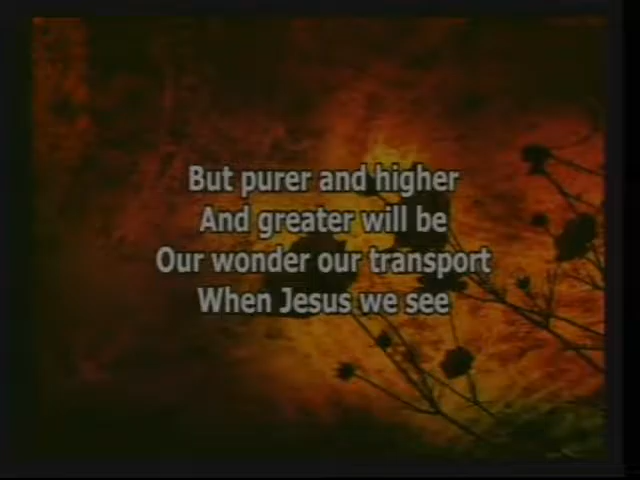 But purer and higher
And greater will be
Our wonder our transport
When Jesus we see